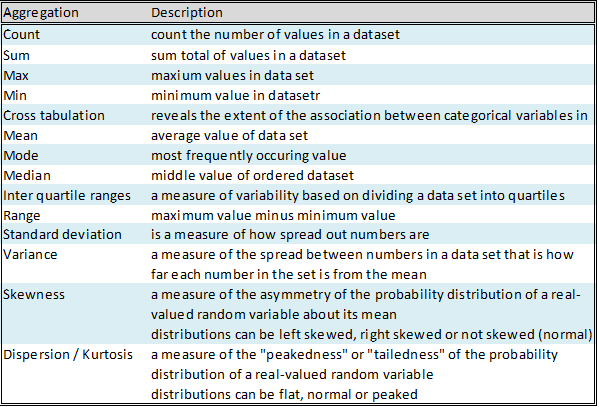 Aggregation Description
Count count the number of values in a dataset
Sum sum total of values in a dataset
Max maxium values in data set
Min minimum value in datasetr
Cross tabulation reveals the extent of the association between categorical variables in
Mean average value of data set
Mode most frequently occuring value
Median middle value of ordered dataset
Inter quartile ranges a measure of variability based on dividing a data set into quartiles
Range maximum value minus minimum value
Standard deviation is a measure of how spread out numbers are
Variance a measure of the spread between numbers in a data set that is how
far each number in the set is from the mean
Skewness a measure of the asymmetry of the probability distribution of a real-
valued random variable about its mean
distributions can be left skewed, right skewed or not skewed (normal)
Dispersion / Kurtosis a measure of the "peakedness" or "tailedness" of the probability
distribution of a real-valued random variable
distributions can be flat, normal or peaked